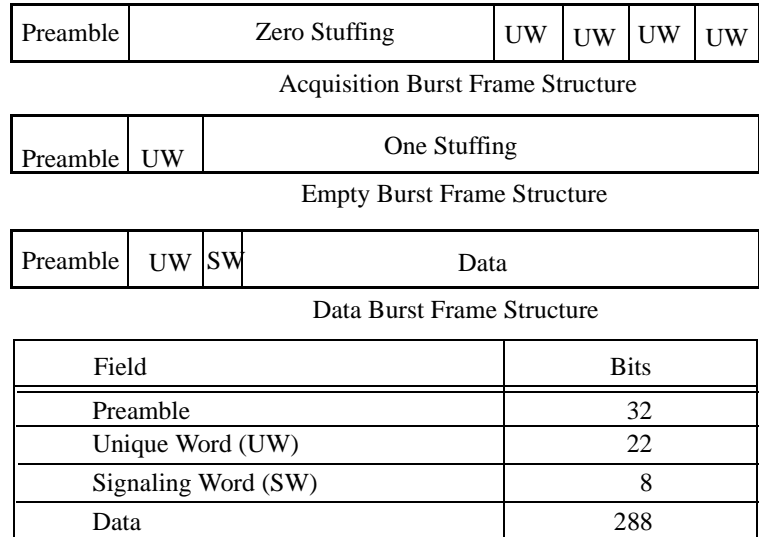 Preamble Zero Stuffing UW UW UW UW
Acquisition Burst Frame Structure
Preamble UW One Stuffing
Empty Burst Frame Structure
Preamble UW SW Data
Data Burst Frame Structure
Field Bits
Preamble 32
Unique Word (UW) 22
Signaling Word (SW) 8
Data 288